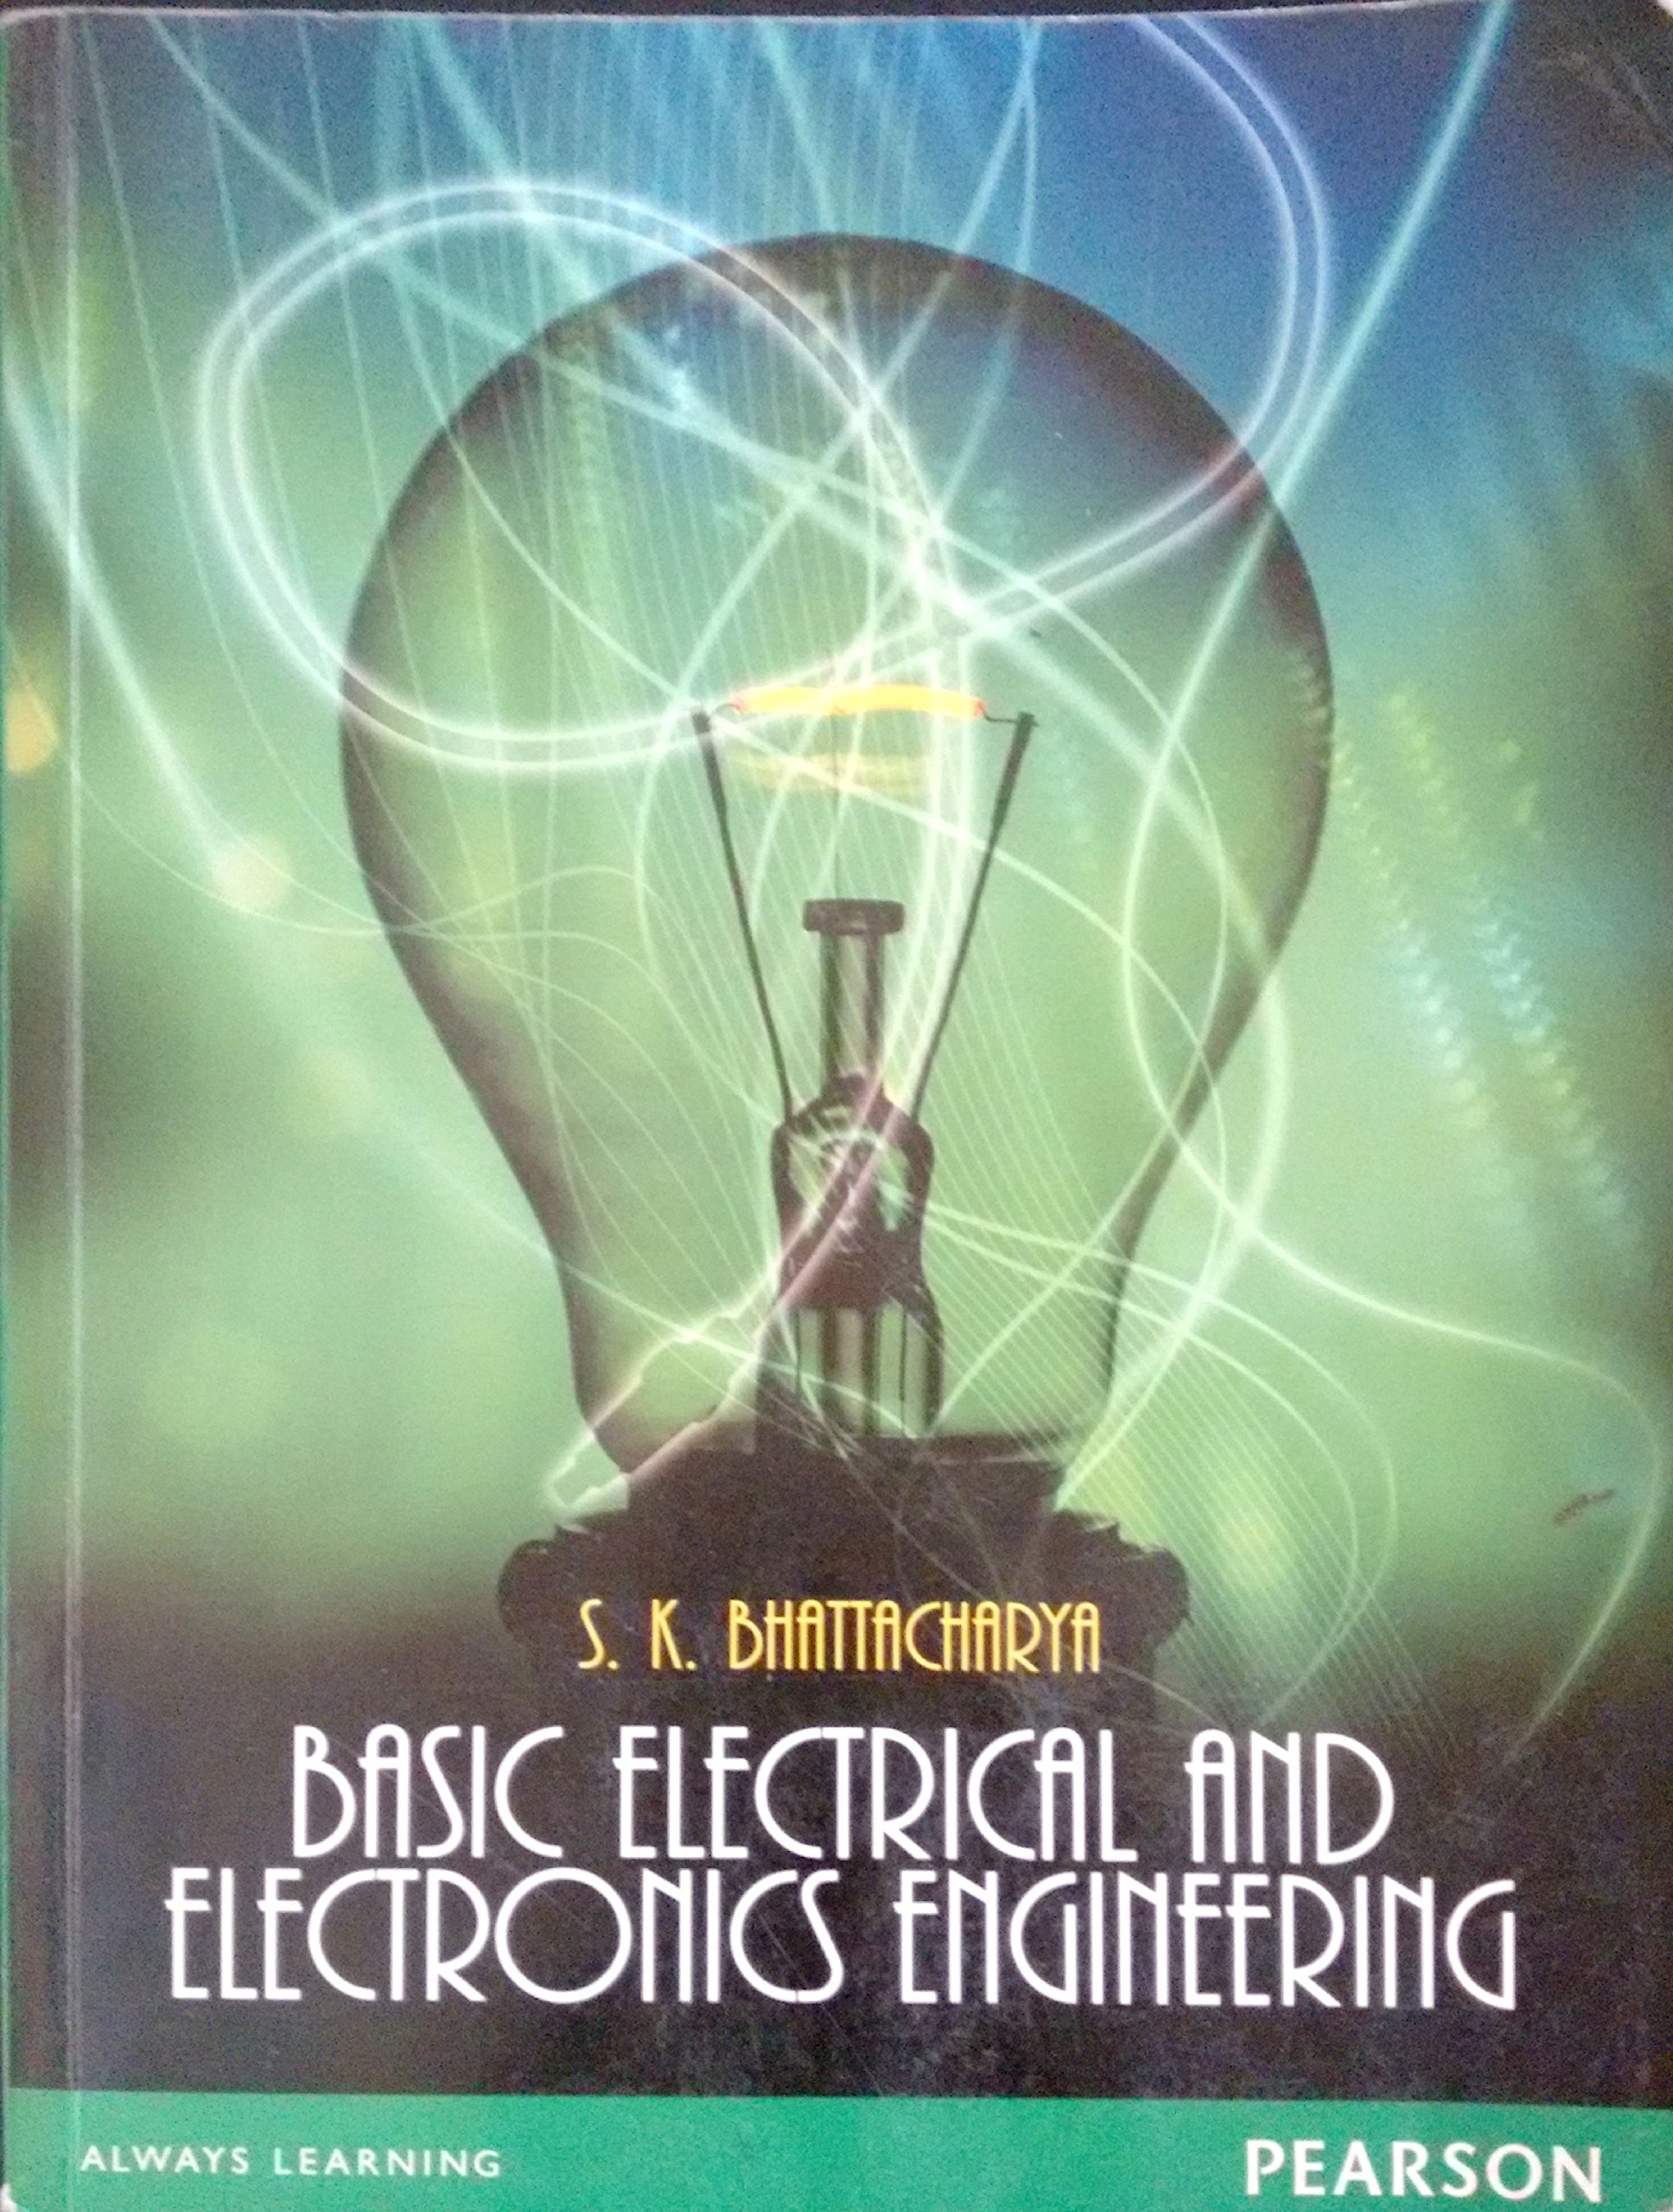 S. K. BHATTACHARYA
BASIC ELECTRICAL AND
ELECTRONICS ENGINEERING
ALWAYS LEARNING
PEARSON